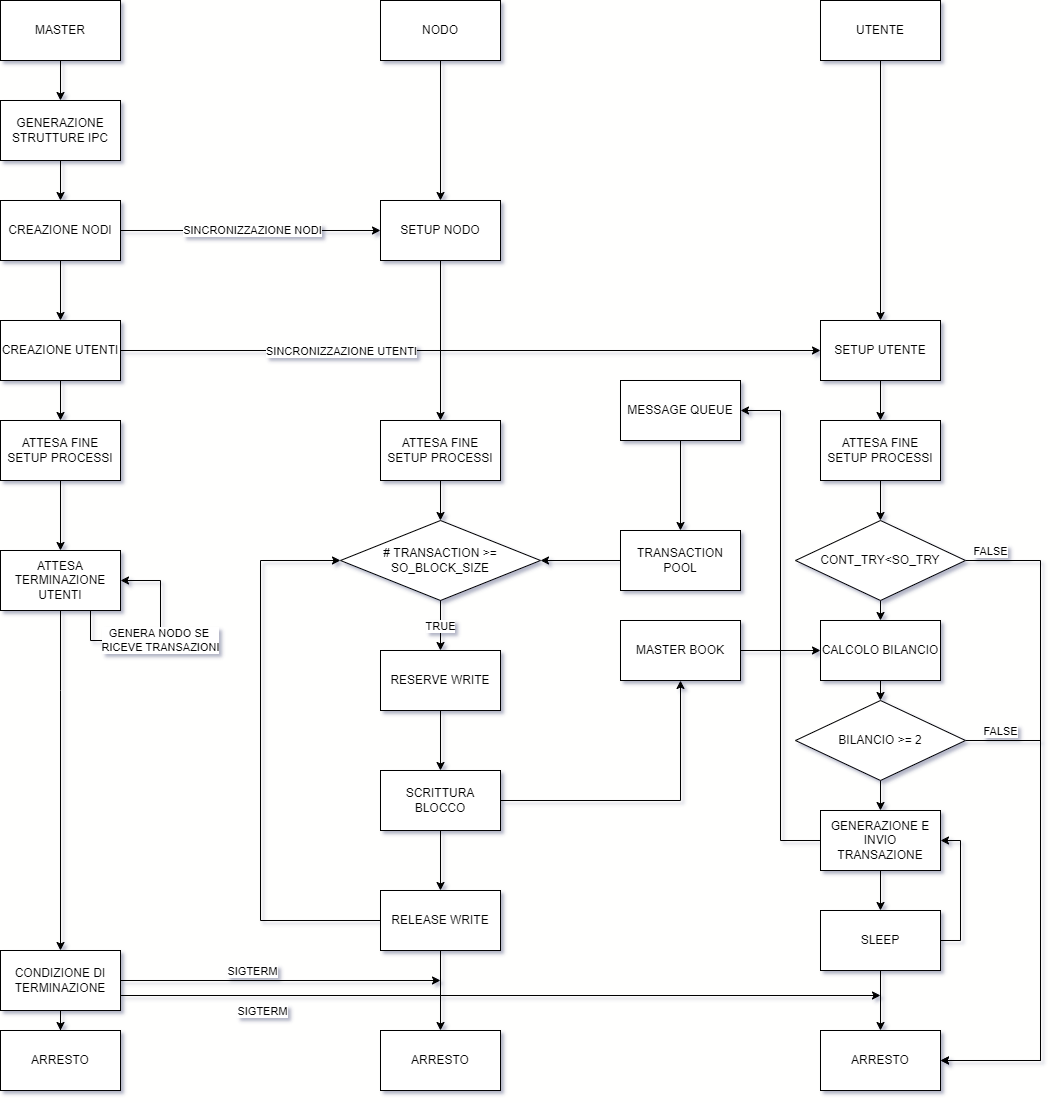 MASTER
NODO
UTENTE
GENERAZIONE
STRUTTURE IPC
CREAZIONE NODI
SINCRONIZZAZIONE NODI
SETUP NODO
CREAZIONE UTENTI
SINCRONIZZAZIONE UTENTI
SETUP UTENTE
MESSAGE QUEUE
ATTESA FINE
SETUP PROCESSI
ATTESA FINE
SETUP PROCESSI
ATTESA FINE
SETUP PROCESSI
ATTESA
TERMINAZIONE
UTENTI
# TRANSACTION >=
SO_BLOCK_SIZE
TRANSACTION
POOL
CONT_TRY<SO_TRY
FALSE
GENERA NODO SE
RICEVE TRANSAZIONI
TRUE
RESERVE WRITE
MASTER BOOK
CALCOLO BILANCIO
BILANCIO >= 2
FALSE
SCRITTURA
BLOCCO
GENERAZIONE E
INVIO
TRANSAZIONE
RELEASE WRITE
SLEEP
CONDIZIONE DI
TERMINAZIONE
SIGTERM
SIGTERM
ARRESTO
ARRESTO
ARRESTO